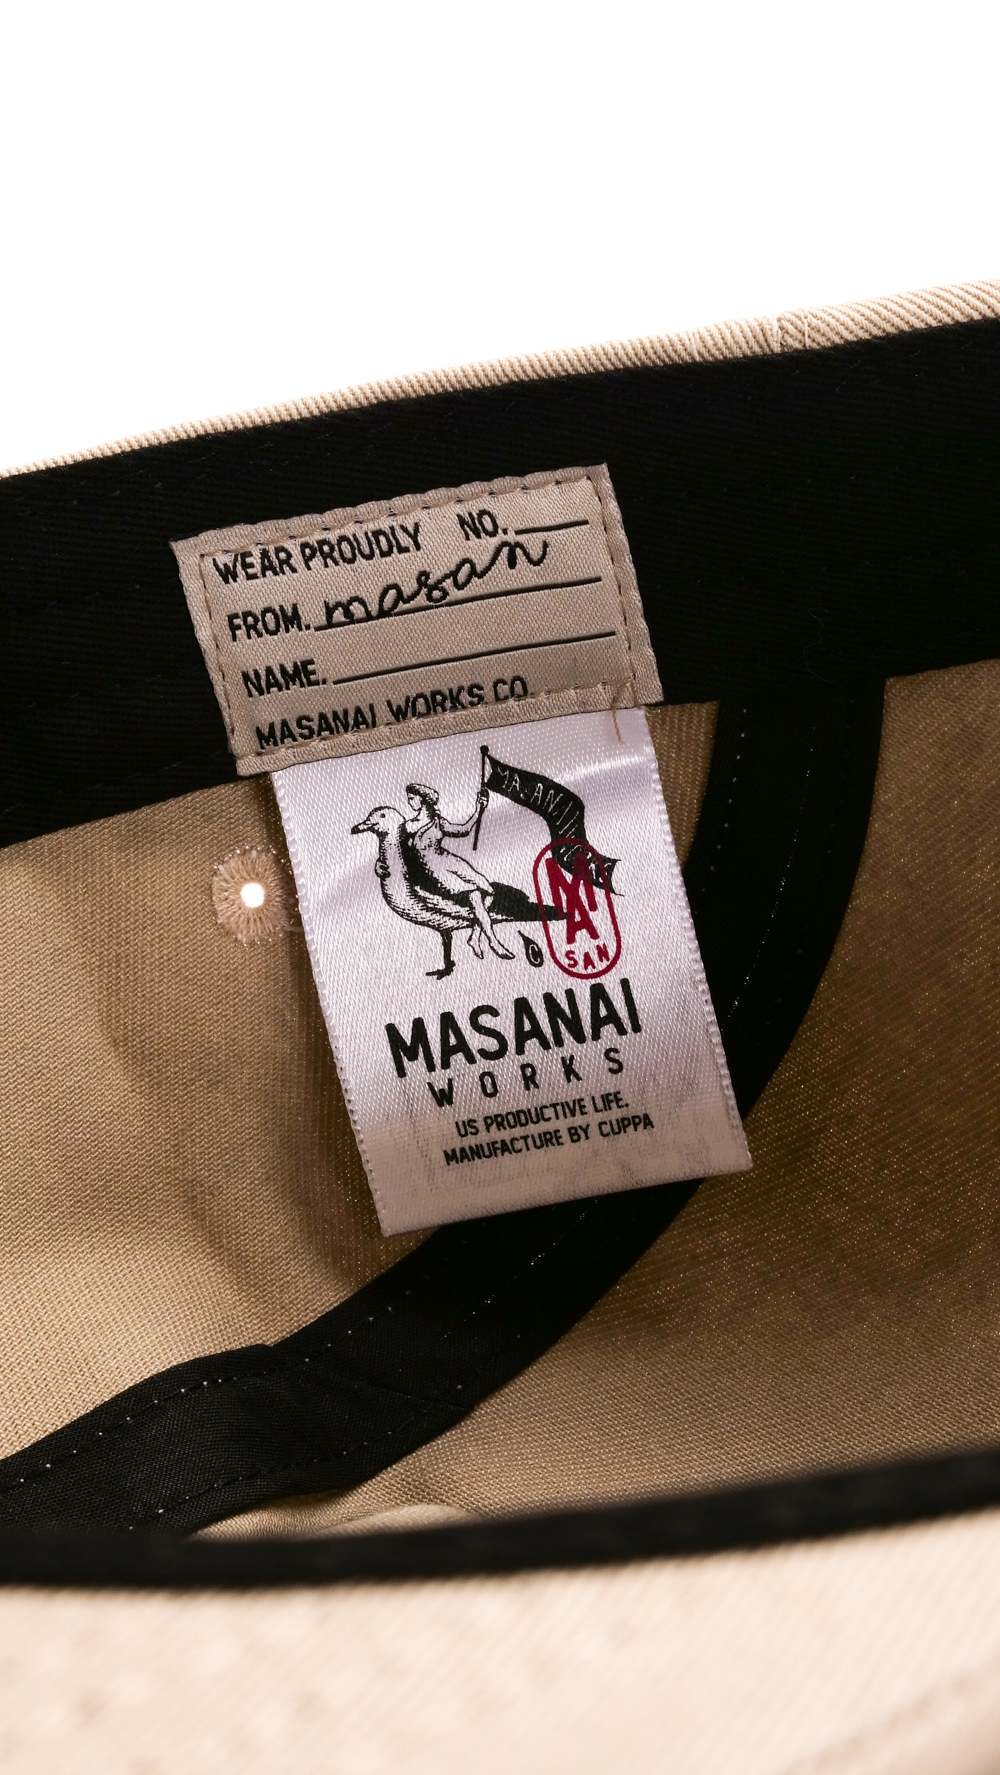 WEAR PROUDLY NO.
FROM. masan
NAME.
MASANAI WORKS CO.
MASANAI
MA
SAN
C
MASANAI
WORKS
US PRODUCTIVE LIFE.
MANUFACTURE BY CUPPA